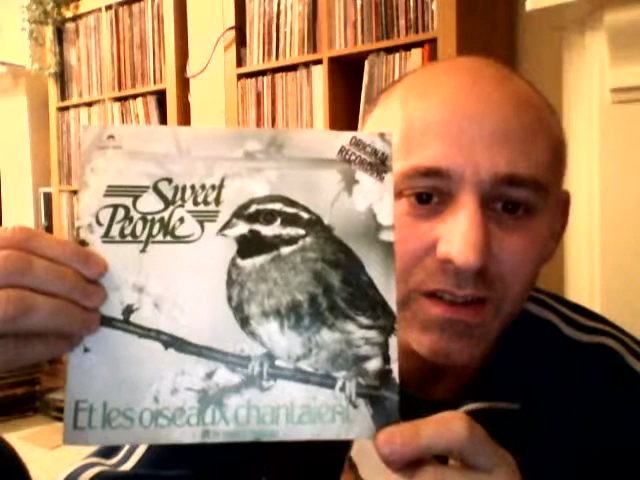 ORIGINAL
RECORDING
Sweet
People
Et les oiseaux chantaient